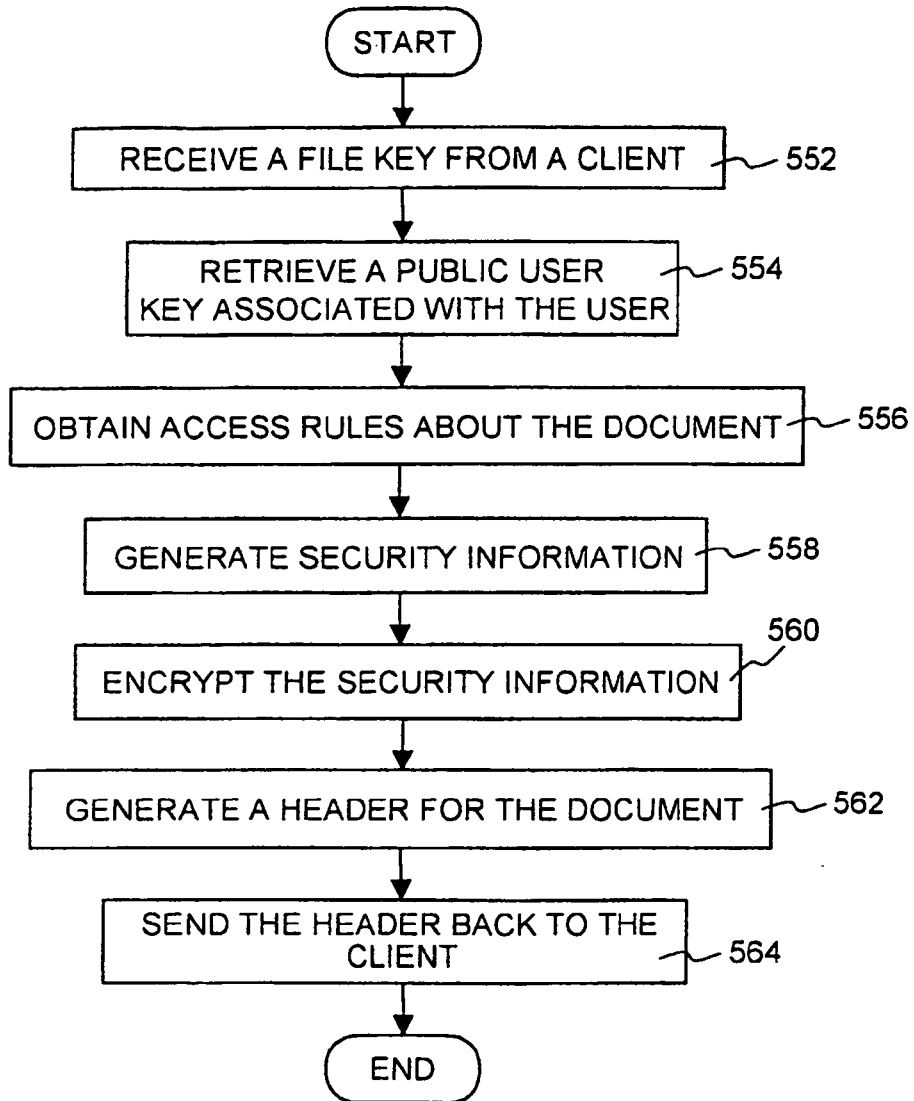 START
RECEIVE A FILE KEY FROM A CLIENT
552
RETRIEVE A PUBLIC USER
KEY ASSOCIATED WITH THE USER
554
OBTAIN ACCESS RULES ABOUT THE DOCUMENT
556
GENERATE SECURITY INFORMATION
558
560
ENCRYPT THE SECURITY INFORMATION
GENERATE A HEADER FOR THE DOCUMENT
562
SEND THE HEADER BACK TO THE
CLIENT
564
END